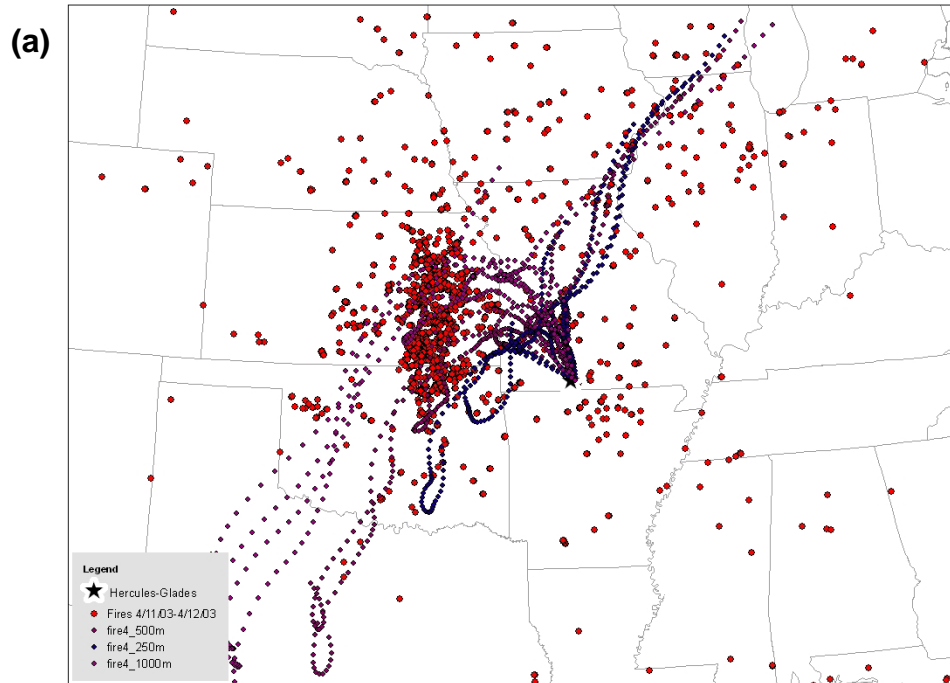 (a)
Legend
Hercules-Glades
Fires 4/11/03-4/12/03
fire4_500m
fire4_250m
fire4_1000m